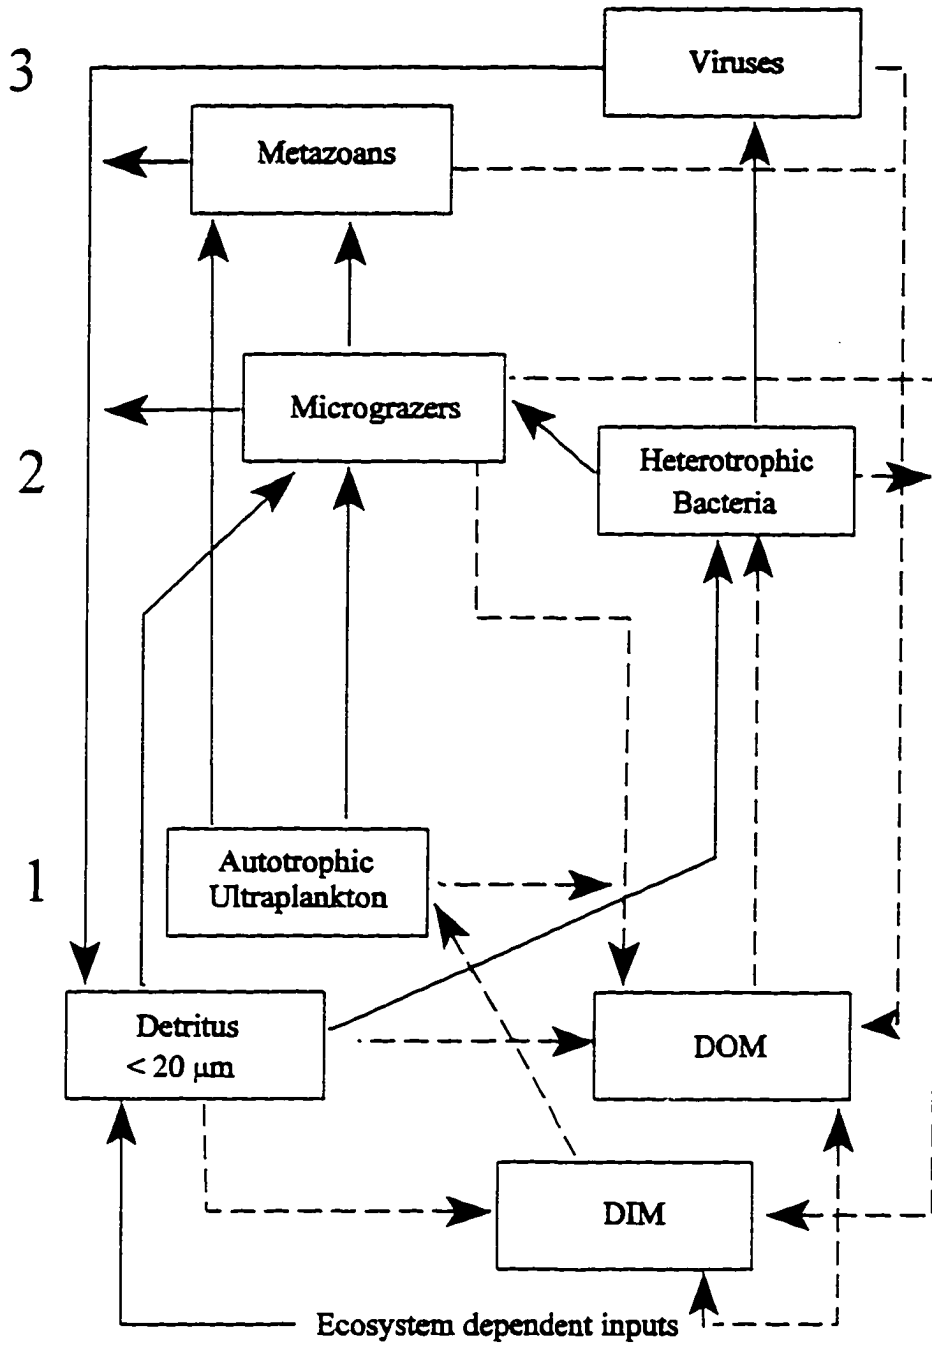 3
Viruses
Metazoans
Micrograzers
2
Heterotrophic
Bacteria
1
Autotrophic
Ultraplankton
Detritus
< 20 μm
DOM
DIM
Ecosystem dependent inputs